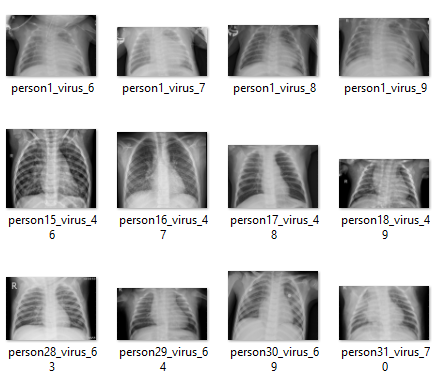 person1_virus_6
person1_virus_7
person1_virus_8
person1_virus_9
person15_virus_4
6
person16_virus_4
7
person17_virus_4
8
person18_virus_4
9
R
person28_virus_6
3
person29_virus_6
4
person30_virus_6
9
person31_virus_7
0